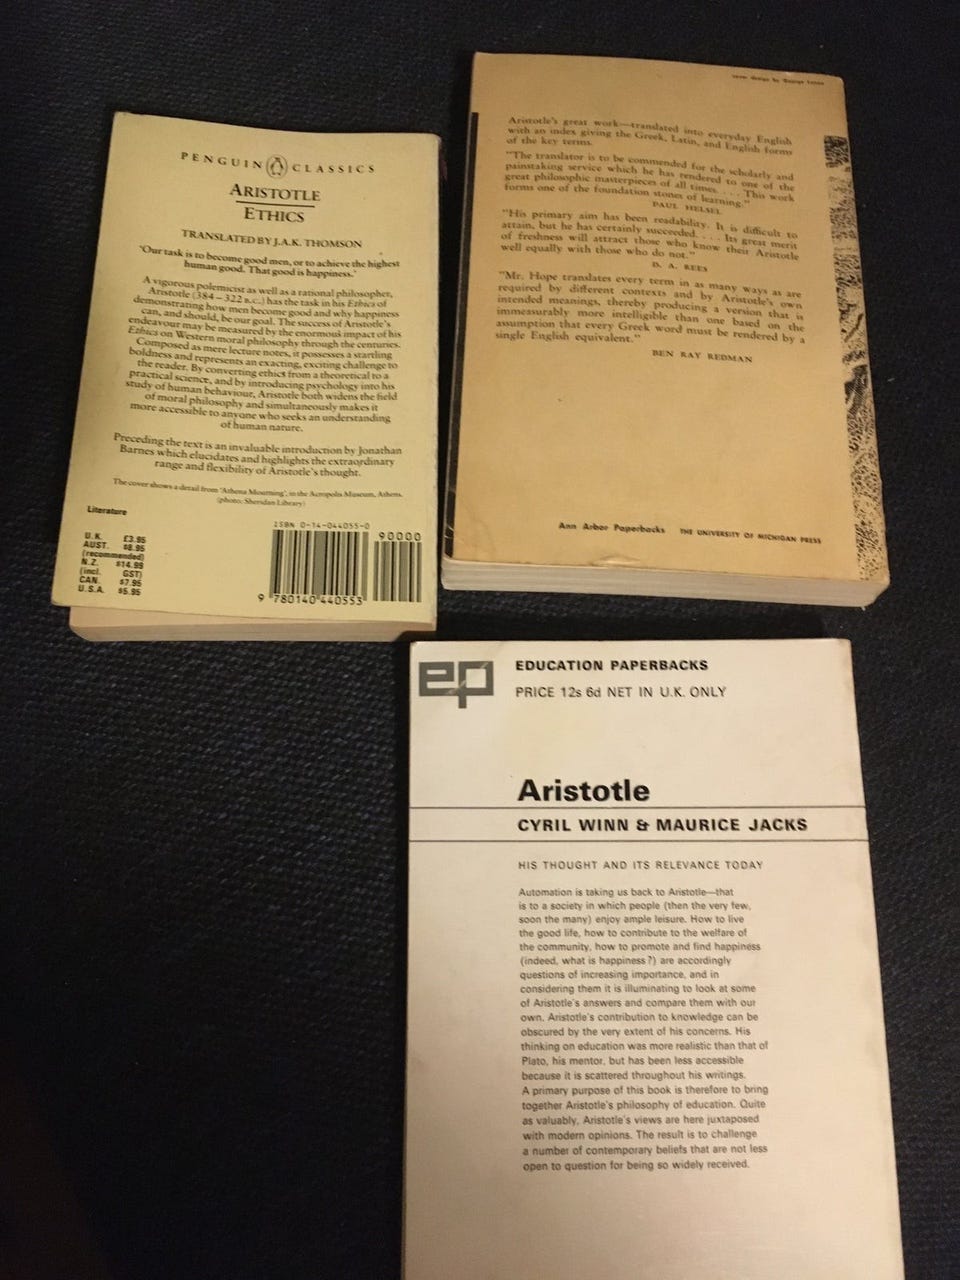 PENGUIN CLASSICS
ARISTOTLE
ETHICS
TRANSLATED BY J.A.K. THOMSON
'Our task is to become good men, or to achieve the highest
human good. That good is happiness.'
A vigorous polemicist as well as a rational philosopher,
Aristotle (384–322 B.C.) has the task in his Ethics of
demonstrating how men become good and why happiness
can, and should, be our goal. The success of Aristotle's
endeavour may be measured by the enormous impact of his
Ethics on Western moral philosophy through the centuries.
Composed as mere lecture notes, it possesses a startling
boldness and represents an exacting, exciting challenge to
the reader. By converting ethics from a theoretical to a
practical science, and by introducing psychology into his
study of human behaviour, Aristotle both widens the field
of moral philosophy and simultaneously makes it
more accessible to anyone who seeks an understanding
of human nature.
Preceding the text is an invaluable introduction by Jonathan
Barnes which elucidates and highlights the extraordinary
range and flexibility of Aristotle's thought.
The cover shows a detail from 'Athena Mourning', in the Acropolis Museum, Athens.
(photo: Sheridan Library)
Literature
U.K. £3.95
AUST. $8.95
(recommended)
N.Z. $14.99
(incl. GST)
CAN. $7.95
U.S.A. $5.95
ISBN 0-14-044055-0
90000
9 780140 440553
cover design by George Lenox
Aristotle's great work—translated into everyday English
with an index giving the Greek, Latin, and English forms
of the key terms.
"The translator is to be commended for the scholarly and
painstaking service which he has rendered to one of the
great philosophic masterpieces of all times. . . . This work
forms one of the foundation stones of learning."
PAUL HELSEL
"His primary aim has been readability. It is difficult to
attain, but he has certainly succeeded. . . . Its great merit
of freshness will attract those who know their Aristotle
well equally with those who do not."
D. A. REES
"Mr. Hope translates every term in as many ways as are
required by different contexts and by Aristotle's own
intended meanings, thereby producing a version that is
immeasurably more intelligible than one based on the
assumption that every Greek word must be rendered by a
single English equivalent."
BEN RAY REDMAN
Ann Arbor Paperbacks THE UNIVERSITY OF MICHIGAN PRESS
ep
EDUCATION PAPERBACKS
PRICE 12s 6d NET IN U.K. ONLY
Aristotle
CYRIL WINN & MAURICE JACKS
HIS THOUGHT AND ITS RELEVANCE TODAY
Automation is taking us back to Aristotle—that
is to a society in which people (then the very few,
soon the many) enjoy ample leisure. How to live
the good life, how to contribute to the welfare of
the community, how to promote and find happiness
(indeed, what is happiness?) are accordingly
questions of increasing importance, and in
considering them it is illuminating to look at some
of Aristotle's answers and compare them with our
own. Aristotle's contribution to knowledge can be
obscured by the very extent of his concerns. His
thinking on education was more realistic than that of
Plato, his mentor, but has been less accessible
because it is scattered throughout his writings.
A primary purpose of this book is therefore to bring
together Aristotle's philosophy of education. Quite
as valuably, Aristotle's views are here juxtaposed
with modern opinions. The result is to challenge
a number of contemporary beliefs that are not less
open to question for being so widely received.